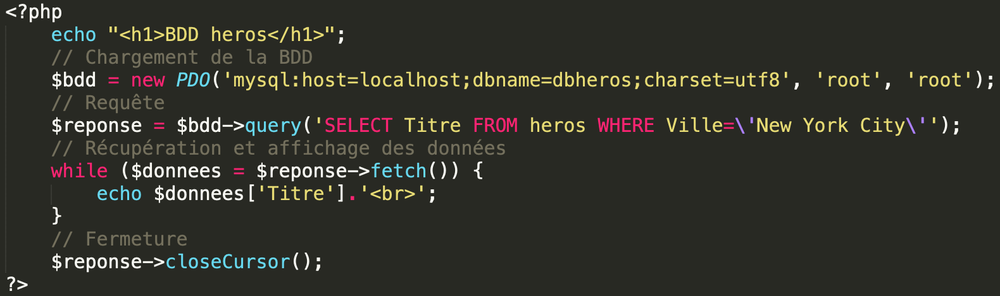 <?php
    echo "<h1>BDD heros</h1>";
    // Chargement de la BDD
    $bdd = new PDO('mysql:host=localhost;dbname=dbheros;charset=utf8', 'root', 'root');
    // Requête
    $reponse = $bdd->query('SELECT Titre FROM heros WHERE Ville=\'New York City\'');
    // Récupération et affichage des données
    while ($donnees = $reponse->fetch()) {
        echo $donnees['Titre'].'<br>';
    }
    // Fermeture
    $reponse->closeCursor();
?>